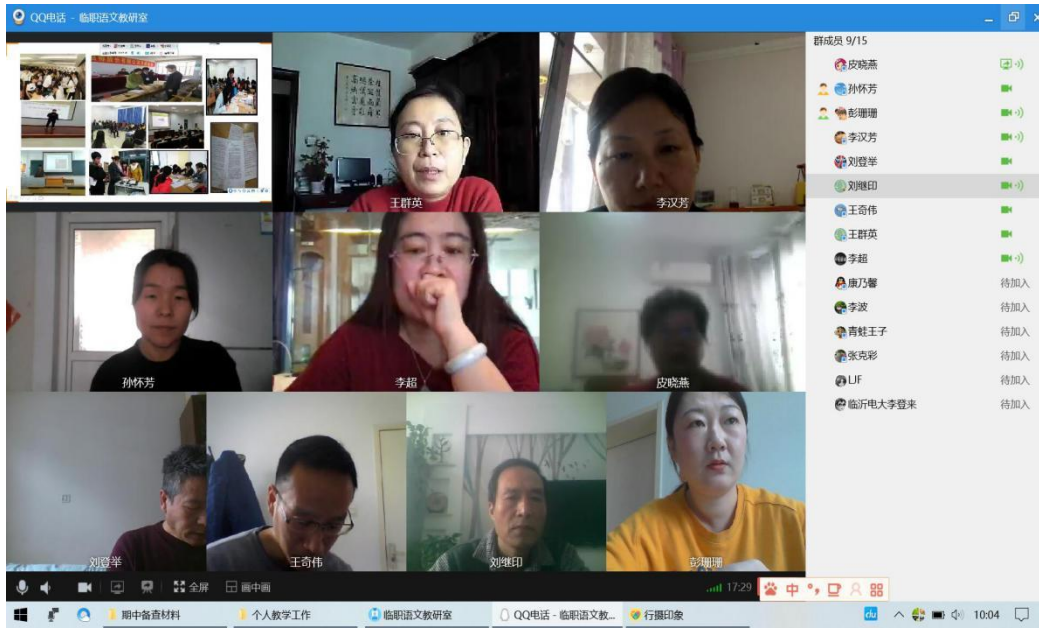 QQ电话 - 临职语文教研室
群成员 9/15
皮晓燕
孙怀芳
彭珊珊
李汉芳
刘登举
刘继印
王奇伟
王群英
李超
康乃馨 待加入
李波 待加入
青蛙王子 待加入
张克彩 待加入
LJF 待加入
临沂电大李登来 待加入
王群英
李汉芳
孙怀芳
李超
皮晓燕
刘登举
王奇伟
刘继印
彭珊珊
全屏
画中画
17:29
中
期中备查材料
个人教学工作
临职语文教研室
QQ电话 - 临职语文教...
行摄印象
du
10:04